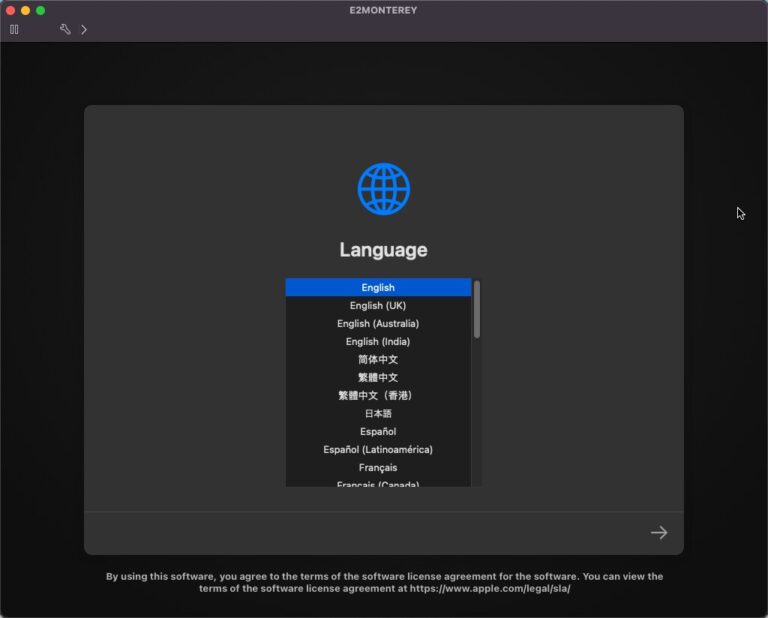 E2MONTEREY
Language
English
English (UK)
English (Australia)
English (India)
简体中文
繁體中文
繁體中文（香港）
日本語
Español
Español (Latinoamérica)
Français
Français (Canada)
By using this software, you agree to the terms of the software license agreement for the software. You can view the
terms of the software license agreement at https://www.apple.com/legal/sla/